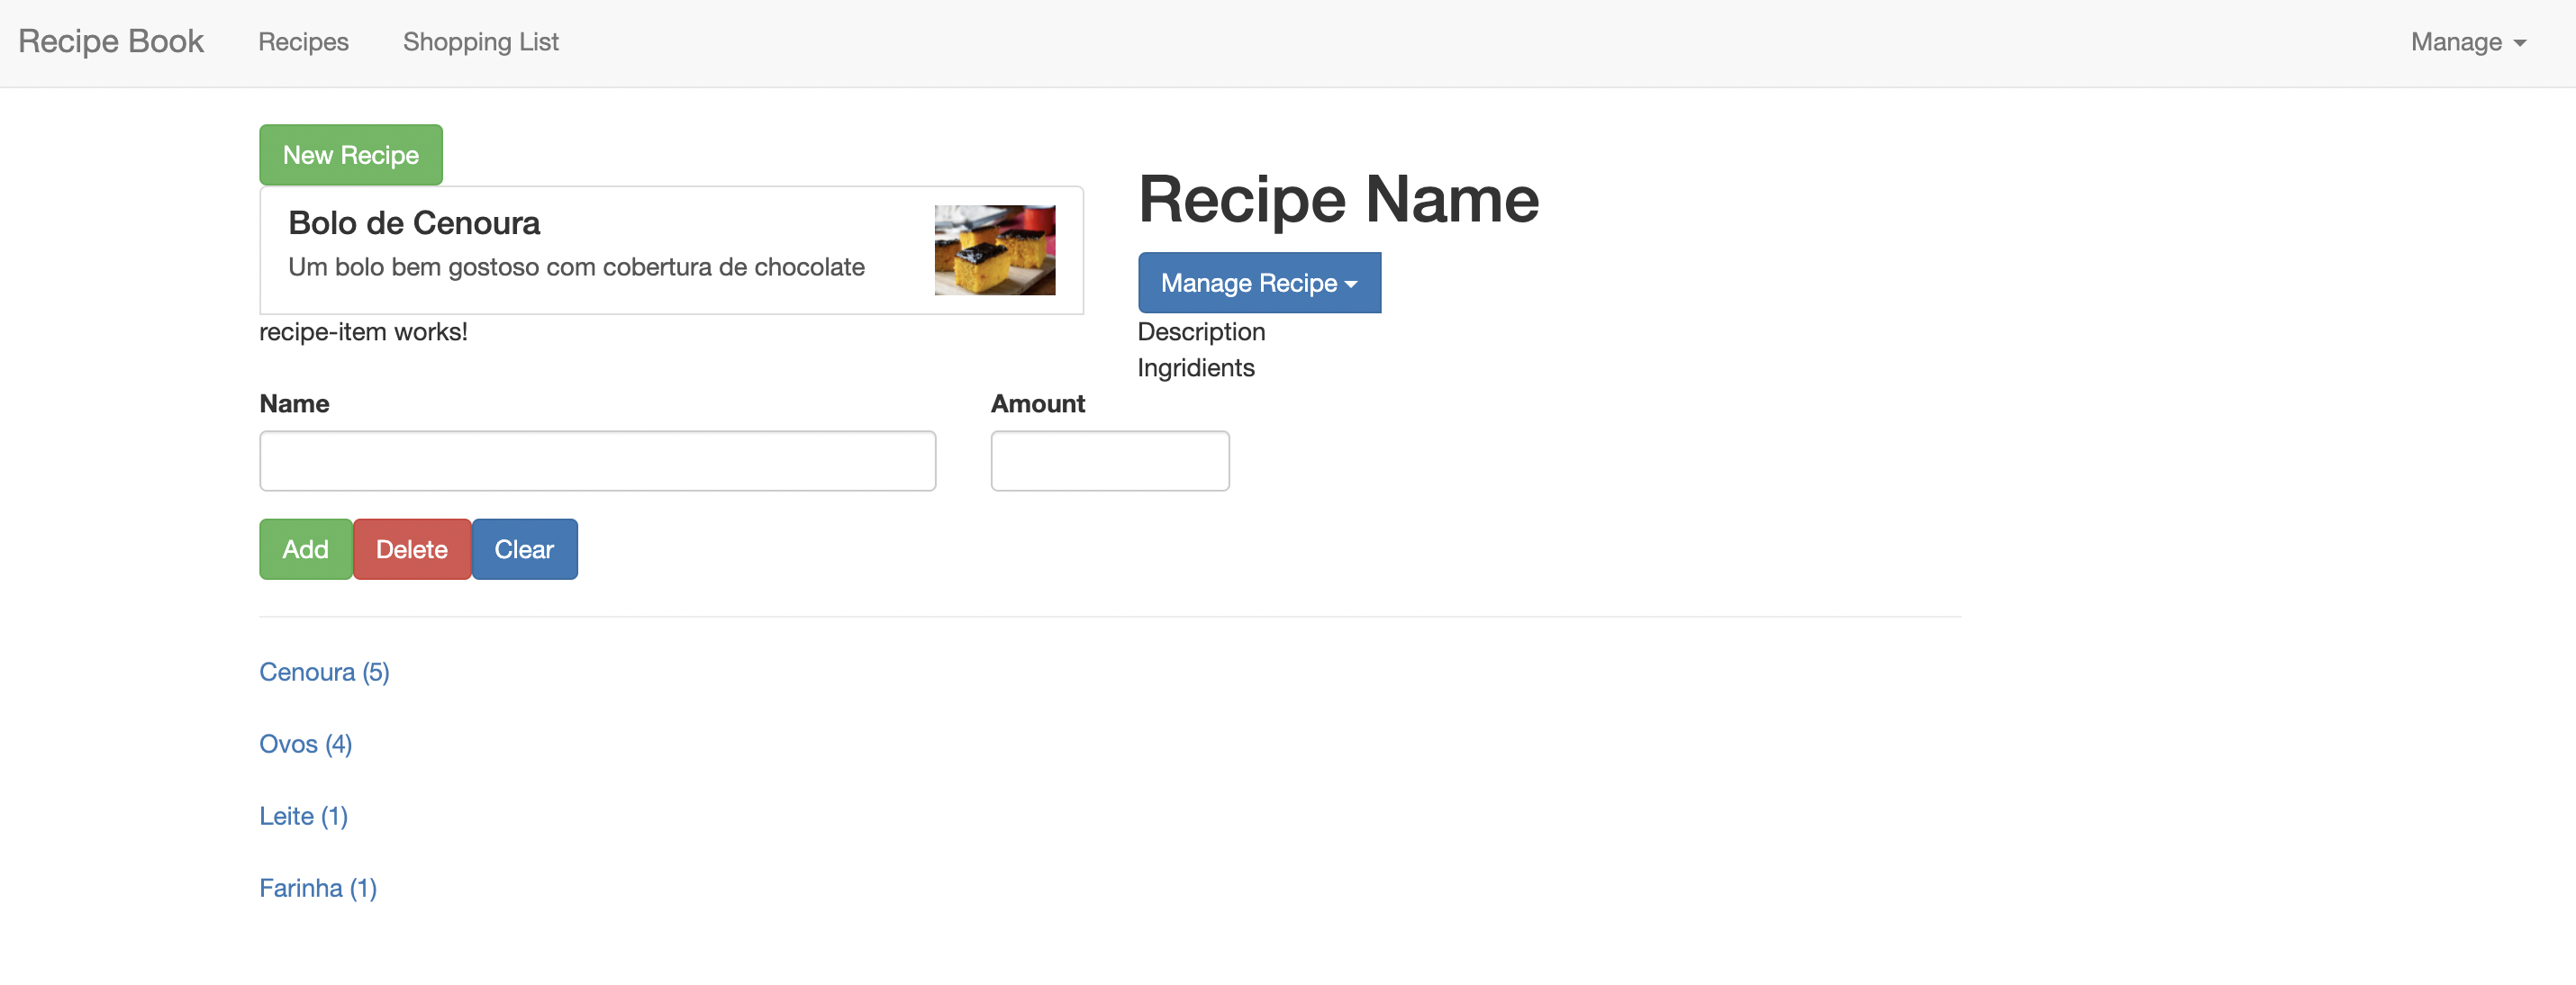 Recipe Book Recipes Shopping List Manage
New Recipe
Bolo de Cenoura
Um bolo bem gostoso com cobertura de chocolate
recipe-item works!
Recipe Name
Manage Recipe
Description
Ingridients
Name Amount
Add Delete Clear
Cenoura (5)
Ovos (4)
Leite (1)
Farinha (1)